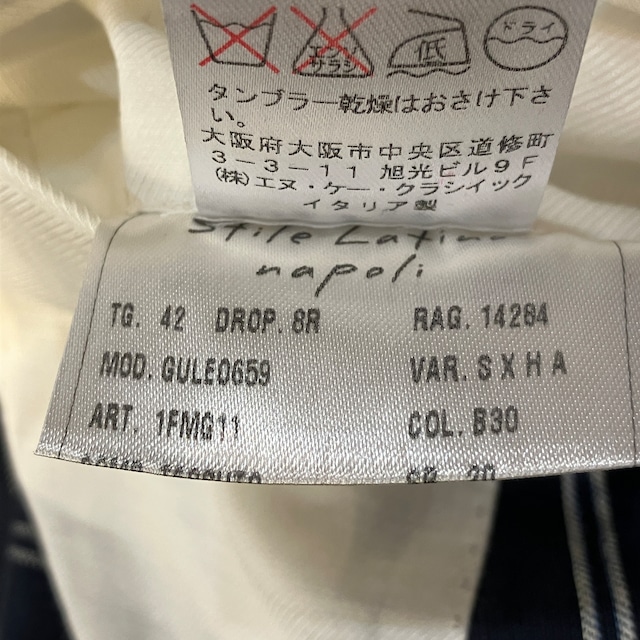 エンソ
サラシ
低
ドライ
タンブラー乾燥はおさけ下さ
い。
大阪府大阪市中央区道修町
3-3-11 旭光ビル9F
(株)エヌ・ケー・クラシイック
イタリア製
Stile Latino
napoli
TG. 42 DROP. 8R RAG. 14284
MOD. GULE0659 VAR. S X H A
ART. 1FMQ11 COL. B30